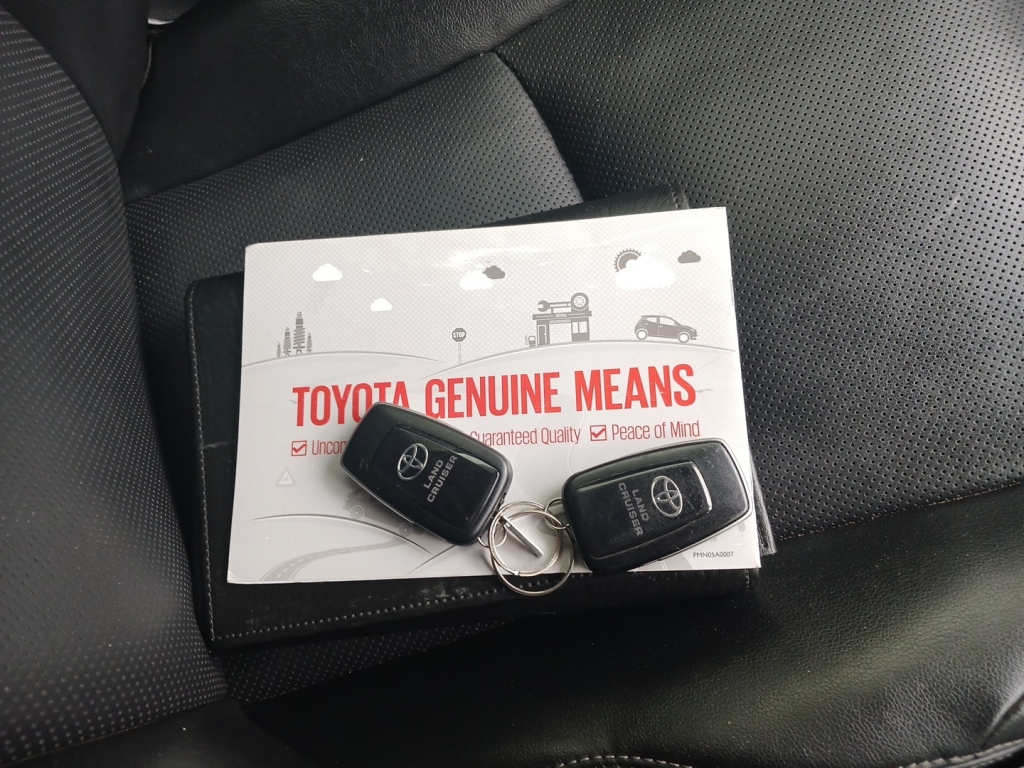 STOP
TOYOTA GENUINE MEANS
Guaranteed Quality Peace of Mind
LAND
CRUISER
LAND
CRUISER
PMN05A0007